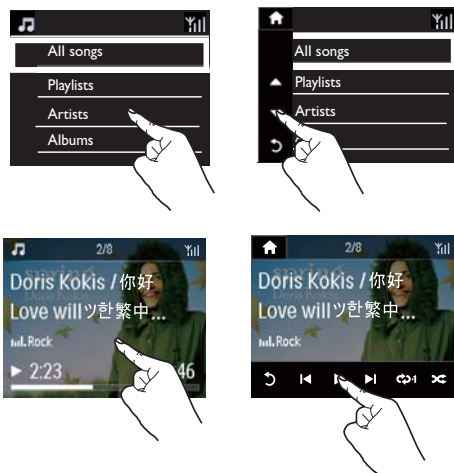 All songs
Playlists
Artists
Albums
All songs
Playlists
Artists
2/8
Doris Kokis / 你好
Love willツ한繁中...
Rock
2:23
46
2/8
Doris Kokis / 你好
Love willツ한繁中...
Rock
1